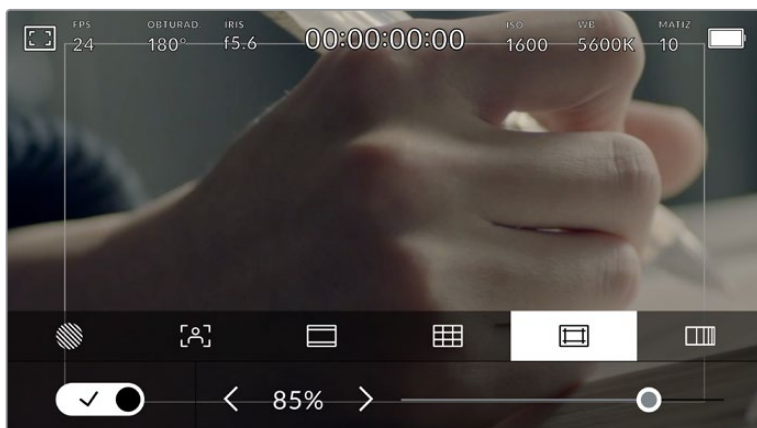 FPS OBTURAD. IRIS ISO WB MATIZ
24 180° f5.6 00:00:00:00 1600 5600K 10
85%